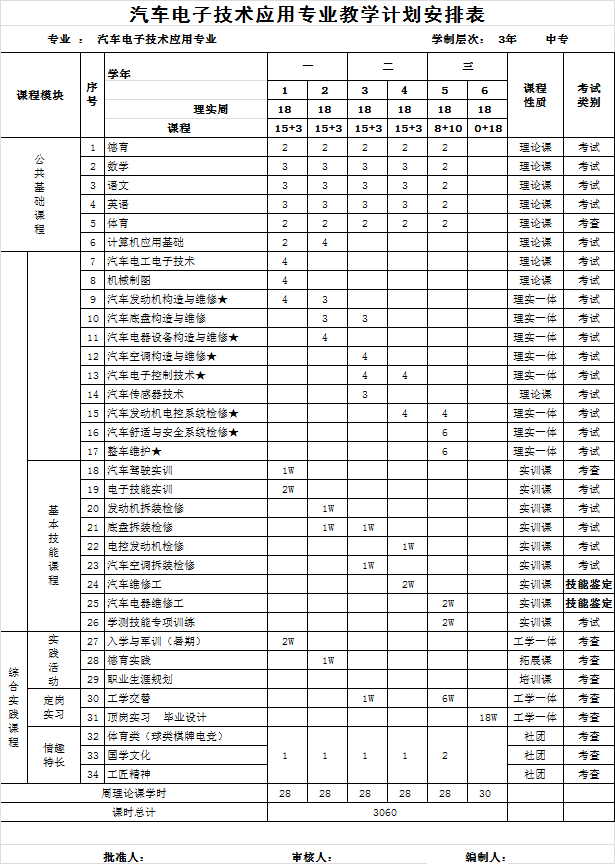 汽车电子技术应用专业教学计划安排表
专业 ： 汽车电子技术应用专业 学制层次： 3年 中专
课程模块 序号 学年 一 二 三 课程性质 考试类别
1 2 3 4 5 6
理实周 18 18 18 18 18 18
课程 15+3 15+3 15+3 15+3 8+10 0+18
公共基础课程
1 德育 2 2 2 2 2 理论课 考试
2 数学 3 3 3 3 2 理论课 考试
3 语文 3 3 3 3 2 理论课 考试
4 英语 3 3 3 3 2 理论课 考试
5 体育 2 2 2 2 2 理论课 考查
6 计算机应用基础 2 4 理论课 考试
7 汽车电工电子技术 4 理论课 考试
8 机械制图 4 理论课 考试
9 汽车发动机构造与维修★ 4 3 理实一体 考试
10 汽车底盘构造与维修 3 3 理实一体 考试
11 汽车电器设备构造与维修★ 4 理实一体 考试
12 汽车空调构造与维修★ 4 理实一体 考试
13 汽车电子控制技术★ 4 4 理实一体 考试
14 汽车传感器技术 3 理论课 考试
15 汽车发动机电控系统检修★ 4 4 理实一体 考试
16 汽车舒适与安全系统检修★ 6 理实一体 考试
17 整车维护★ 6 理实一体 考试
基本技能课程
18 汽车驾驶实训 1W 实训课 考查
19 电子技能实训 2W 实训课 考试
20 发动机拆装检修 1W 实训课 考试
21 底盘拆装检修 1W 1W 实训课 考试
22 电控发动机检修 1W 实训课 考试
23 汽车空调拆装检修 1W 实训课 考试
24 汽车维修工 2W 实训课 技能鉴定
25 汽车电器维修工 2W 实训课 技能鉴定
26 学测技能专项训练 2W 实训课 考试
综合实践课程
实践活动
27 入学与军训（暑期） 2W 工学一体 考查
28 德育实践 1W 拓展课 考查
29 职业生涯规划 培训课 考查
定岗实习
30 工学交替 1W 6W 工学一体 考查
31 顶岗实习 毕业设计 18W 工学一体 考查
情趣特长
32 体育类（球类棋牌电竞） 社团 考查
33 国学文化 1 1 1 1 2 社团 考查
34 工匠精神 社团 考查
周理论课学时 28 28 28 28 28 30
课时总计 3060
批准人： 审核人： 编制人：